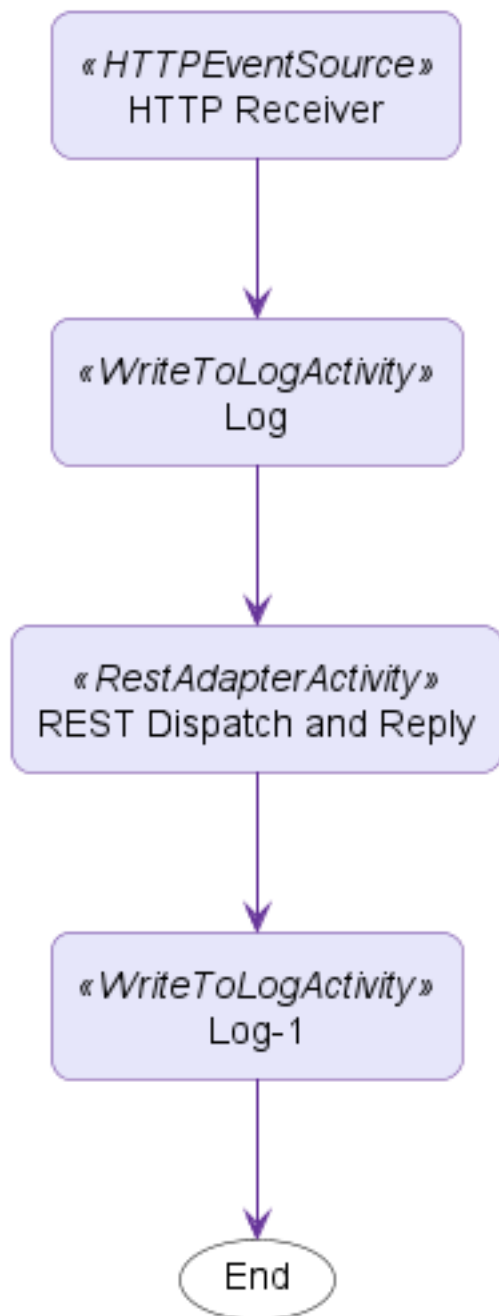 «HTTPEventSource»
HTTP Receiver
«WriteToLogActivity»
Log
«RestAdapterActivity»
REST Dispatch and Reply
«WriteToLogActivity»
Log-1
End